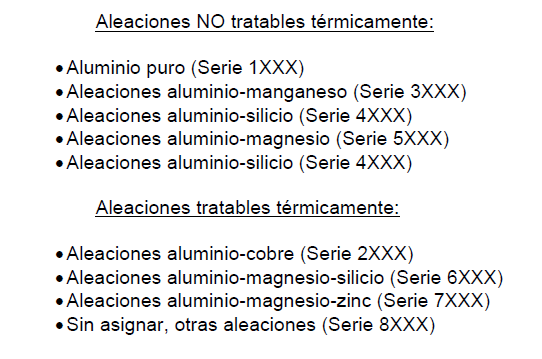 Aleaciones NO tratables térmicamente:
•Aluminio puro (Serie 1XXX)
•Aleaciones aluminio-manganeso (Serie 3XXX)
•Aleaciones aluminio-silicio (Serie 4XXX)
•Aleaciones aluminio-magnesio (Serie 5XXX)
•Aleaciones aluminio-silicio (Serie 4XXX)
Aleaciones tratables térmicamente:
•Aleaciones aluminio-cobre (Serie 2XXX)
•Aleaciones aluminio-magnesio-silicio (Serie 6XXX)
•Aleaciones aluminio-magnesio-zinc (Serie 7XXX)
•Sin asignar, otras aleaciones (Serie 8XXX)